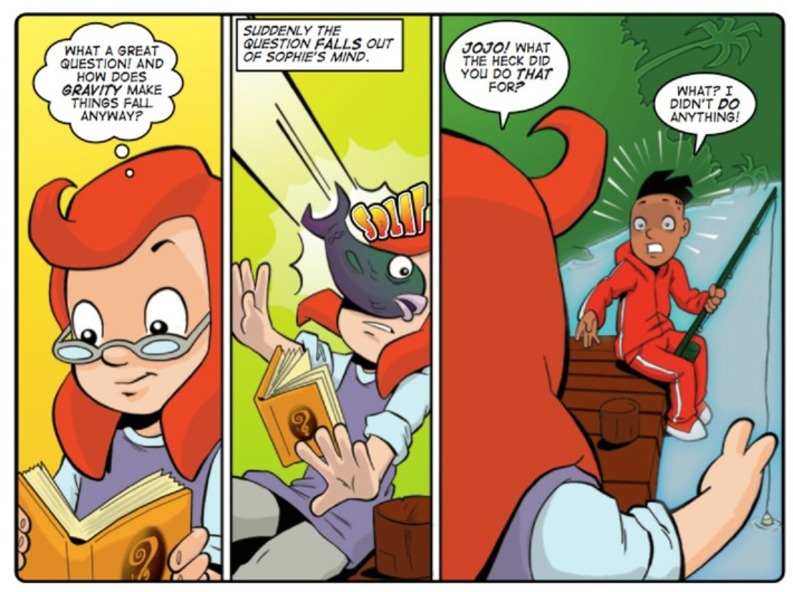 WHAT A GREAT
QUESTION! AND
HOW DOES
GRAVITY MAKE
THINGS FALL
ANYWAY?
SUDDENLY THE
QUESTION FALLS OUT
OF SOPHIE'S MIND.
SPLAT
?
JOJO! WHAT
THE HECK DID
YOU DO THAT
FOR?
WHAT? I
DIDN'T DO
ANYTHING!